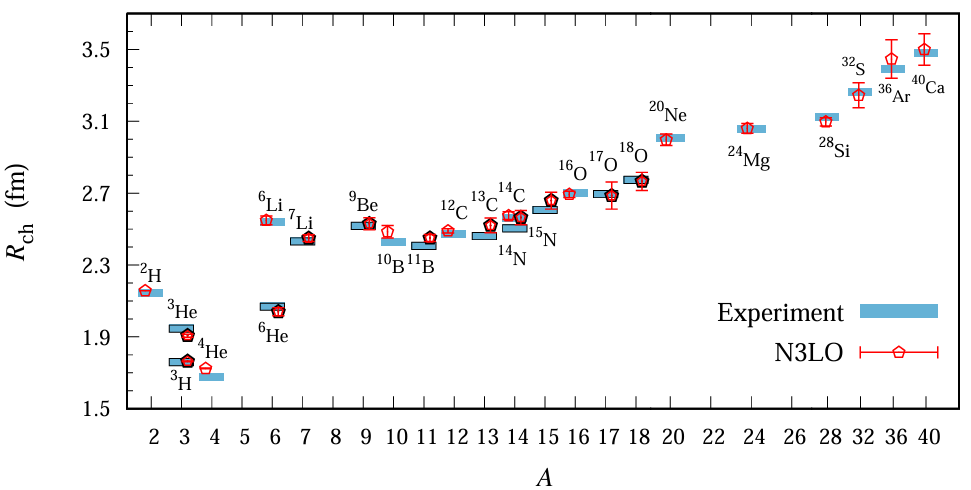 R_ch (fm)
3.5
3.1
2.7
2.3
1.9
1.5
²H
³He
³H
⁴He
⁶Li
⁷Li
⁶He
⁹Be
¹⁰B
¹¹B
¹²C
¹³C
¹⁴C
¹⁴N
¹⁵N
¹⁶O
¹⁷O
¹⁸O
²⁰Ne
²⁴Mg
²⁸Si
³²S
³⁶Ar
⁴⁰Ca
Experiment
N3LO
2 3 4 5 6 7 8 9 10 11 12 13 14 15 16 17 18 20 22 24 26 28 32 36 40
A